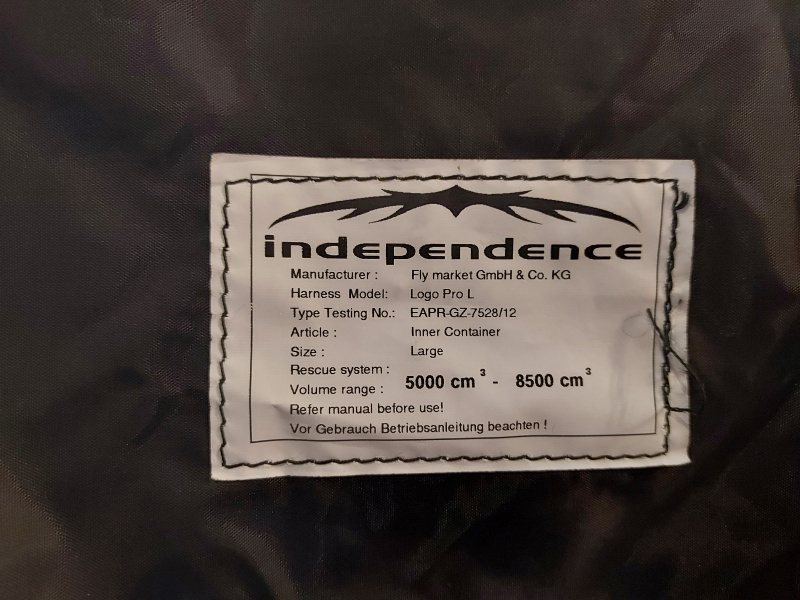 independence
Manufacturer : Fly market GmbH & Co. KG
Harness Model: Logo Pro L
Type Testing No.: EAPR-GZ-7528/12
Article : Inner Container
Size : Large
Rescue system :
Volume range : 5000 cm³ - 8500 cm³
Refer manual before use!
Vor Gebrauch Betriebsanleitung beachten !